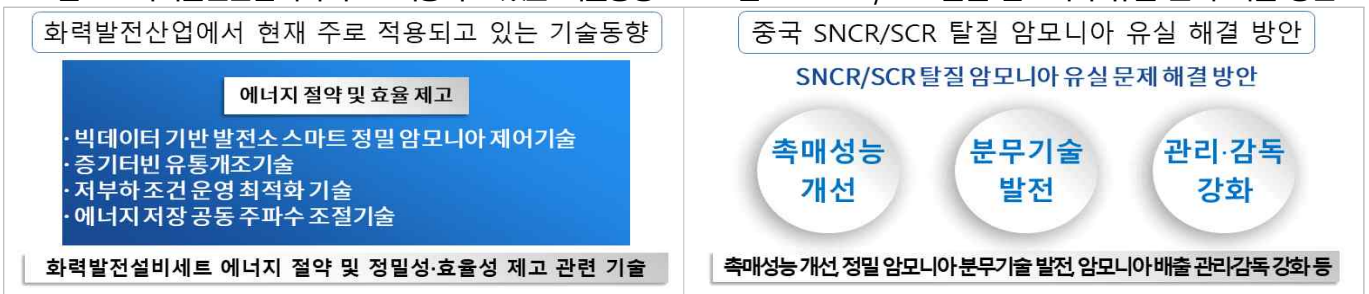 화력발전산업에서 현재 주로 적용되고 있는 기술동향
에너지 절약 및 효율 제고
· 빅데이터 기반 발전소 스마트 정밀 암모니아 제어기술
· 증기터빈 유통개조기술
· 저부하 조건 운영 최적화 기술
· 에너지 저장 공동 주파수 조절기술
화력발전설비세트 에너지 절약 및 정밀성·효율성 제고 관련 기술
중국 SNCR/SCR 탈질 암모니아 유실 해결 방안
SNCR/SCR 탈질 암모니아 유실 문제 해결 방안
촉매성능
개선
분무기술
발전
관리·감독
강화
촉매성능 개선, 정밀 암모니아 분무기술 발전, 암모니아 배출 관리감독 강화 등